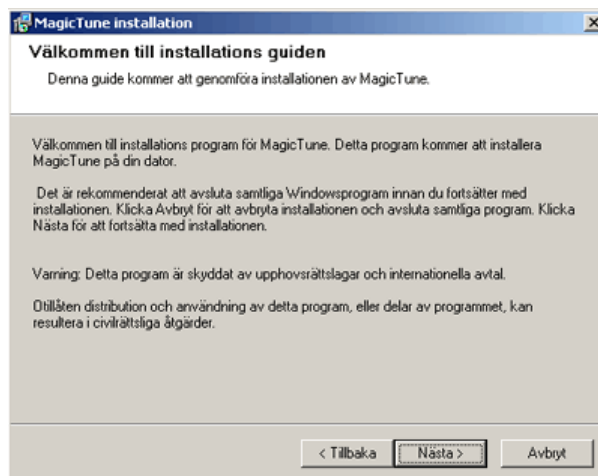 MagicTune installation
Välkommen till installations guiden
Denna guide kommer att genomföra installationen av MagicTune.
Välkommen till installations program för MagicTune. Detta program kommer att installera
MagicTune på din dator.
Det är rekommenderat att avsluta samtliga Windowsprogram innan du fortsätter med
installationen. Klicka Avbryt för att avbryta installationen och avsluta samtliga program. Klicka
Nästa för att fortsätta med installationen.
Varning: Detta program är skyddat av upphovsrättslagar och internationella avtal.
Otillåten distribution och användning av detta program, eller delar av programmet, kan
resultera i civilrättsliga åtgärder.
< Tillbaka Nästa > Avbryt